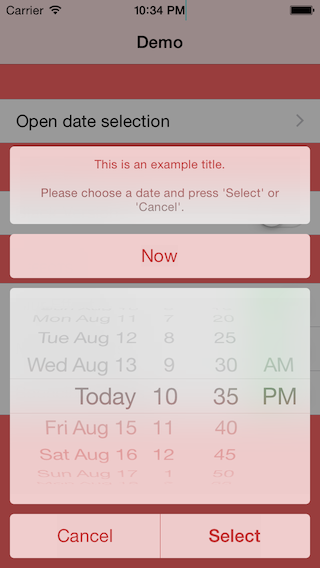 Carrier 10:34 PM
Demo
Open date selection
This is an example title.
Please choose a date and press 'Select' or
'Cancel'.
Now
Mon Aug 11 7 20
Tue Aug 12 8 25
Wed Aug 13 9 30 AM
Today 10 35 PM
Fri Aug 15 11 40
Sat Aug 16 12 45
Sun Aug 17 1 50
Cancel Select